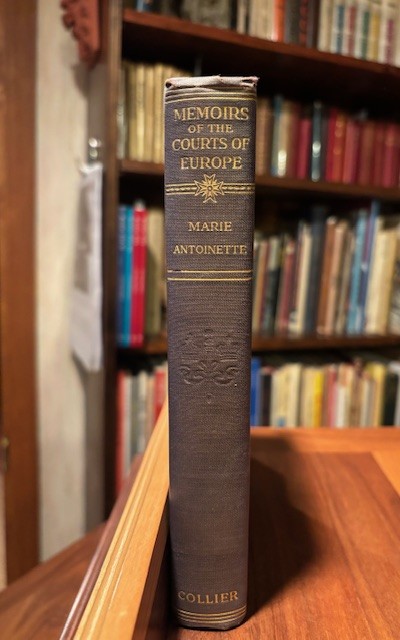 MEMOIRS
OF THE
COURTS OF
EUROPE
MARIE
ANTOINETTE
COLLIER